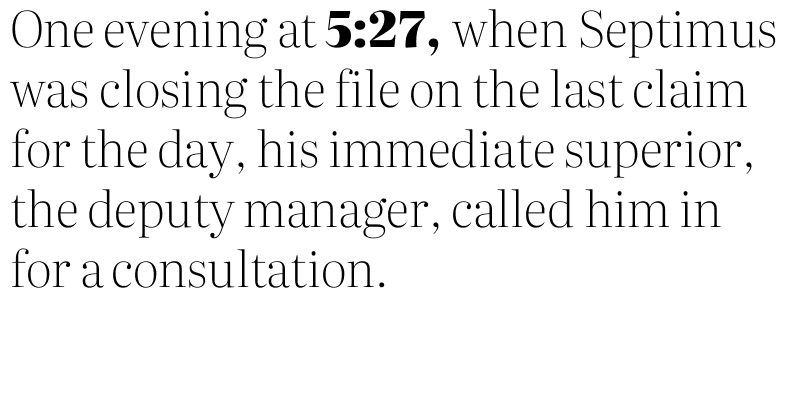 One evening at 5:27, when Septimus
was closing the file on the last claim
for the day, his immediate superior,
the deputy manager, called him in
for a consultation.